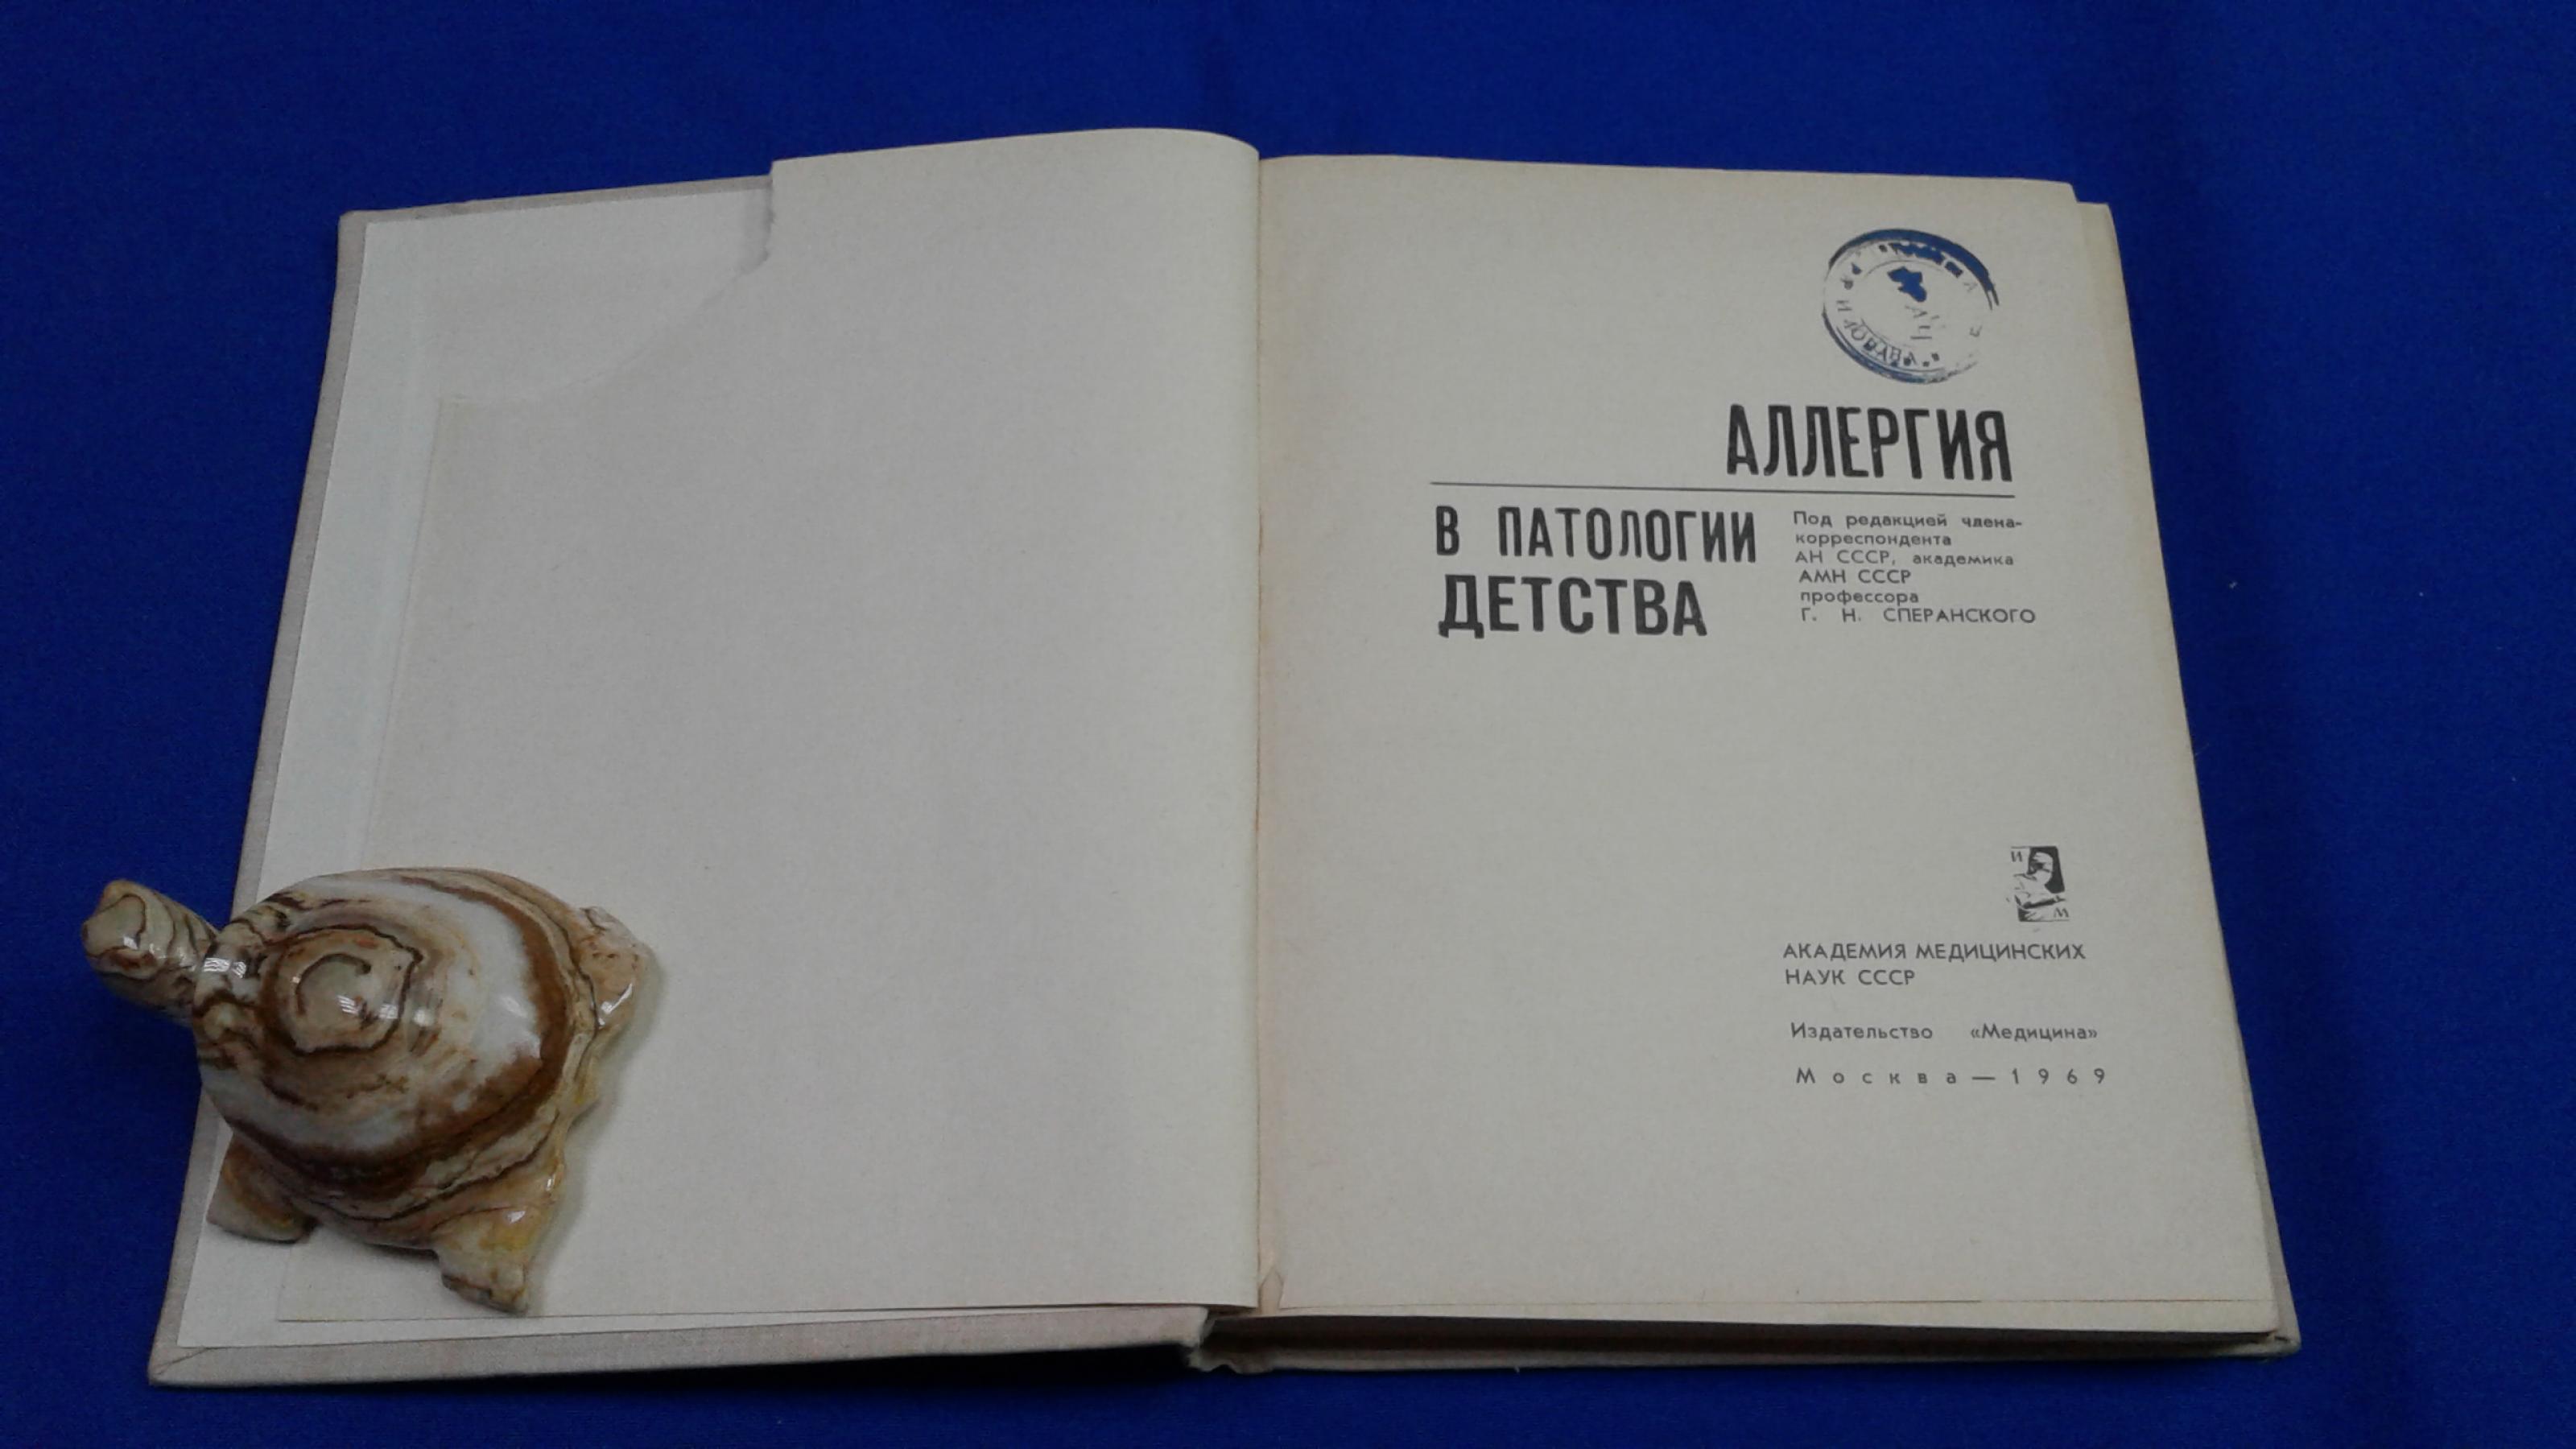 АЛЛЕРГИЯ
В ПАТОЛОГИИ
ДЕТСТВА
Под редакцией члена-
корреспондента
АН СССР, академика
АМН СССР
профессора
Г. Н. СПЕРАНСКОГО
И
М
АКАДЕМИЯ МЕДИЦИНСКИХ
НАУК СССР
Издательство «Медицина»
Москва — 1969